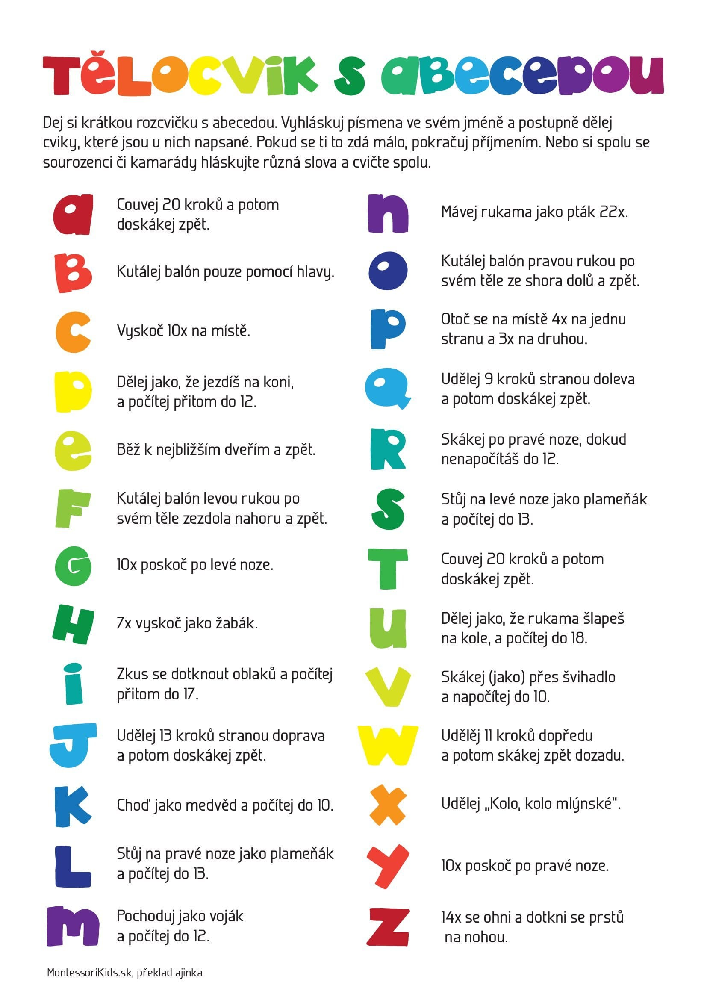 Tělocvik s abecedou
Dej si krátkou rozcvičku s abecedou. Vyhláskuj písmena ve svém jméně a postupně dělej
cviky, které jsou u nich napsané. Pokud se ti to zdá málo, pokračuj příjmením. Nebo si spolu se
sourozenci či kamarády hláskujte různá slova a cvičte spolu.
a
Couvej 20 kroků a potom
doskákej zpět.
B
Kutálej balón pouze pomocí hlavy.
C
Vyskoč 10x na místě.
D
Dělej jako, že jezdíš na koni,
a počítej přitom do 12.
e
Běž k nejbližším dveřím a zpět.
F
Kutálej balón levou rukou po
svém těle zezdola nahoru a zpět.
G
10x poskoč po levé noze.
H
7x vyskoč jako žabák.
i
Zkus se dotknout oblaků a počítej
přitom do 17.
J
Udělej 13 kroků stranou doprava
a potom doskákej zpět.
K
Choď jako medvěd a počítej do 10.
L
Stůj na pravé noze jako plameňák
a počítej do 13.
m
Pochoduj jako voják
a počítej do 12.
n
Mávej rukama jako pták 22x.
O
Kutálej balón pravou rukou po
svém těle ze shora dolů a zpět.
P
Otoč se na místě 4x na jednu
stranu a 3x na druhou.
Q
Udělej 9 kroků stranou doleva
a potom doskákej zpět.
R
Skákej po pravé noze, dokud
nenapočítáš do 12.
S
Stůj na levé noze jako plameňák
a počítej do 13.
T
Couvej 20 kroků a potom
doskákej zpět.
u
Dělej jako, že rukama šlapeš
na kole, a počítej do 18.
V
Skákej (jako) přes švihadlo
a napočítej do 10.
W
Udělěj 11 kroků dopředu
a potom skákej zpět dozadu.
X
Udělej „Kolo, kolo mlýnské".
Y
10x poskoč po pravé noze.
Z
14x se ohni a dotkni se prstů
na nohou.
MontessoriKids.sk, překlad ajinka